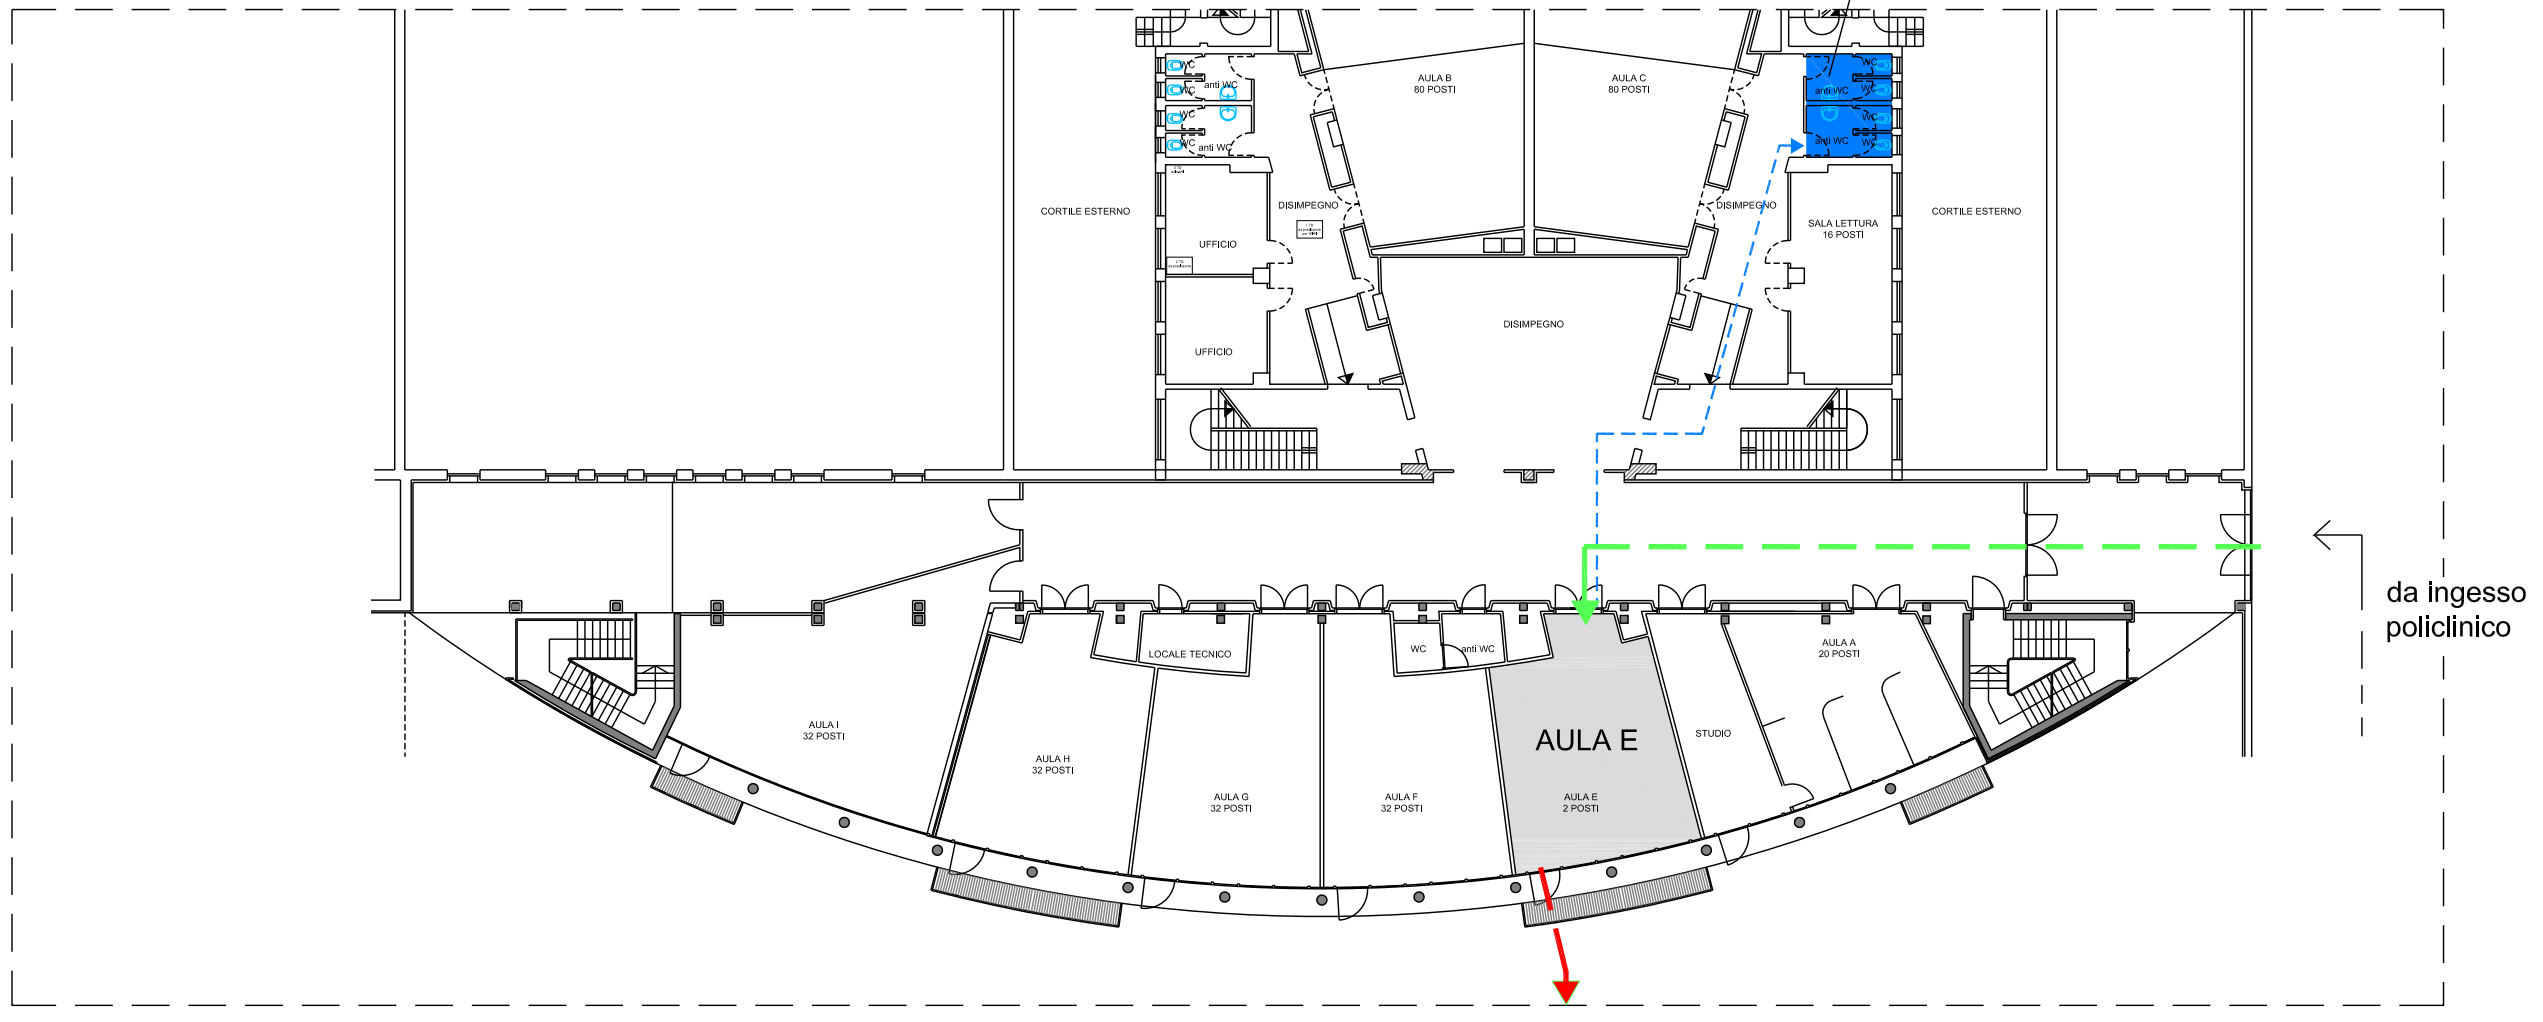 WC
anti WC
WC
WC
WC
anti WC
AULA B
80 POSTI
AULA C
80 POSTI
WC
anti WC
WC
WC
anti WC
WC
CORTILE ESTERNO
DISIMPEGNO
UFFICIO
UFFICIO
DISIMPEGNO
DISIMPEGNO
SALA LETTURA
16 POSTI
CORTILE ESTERNO
da ingesso
policlinico
LOCALE TECNICO
WC
anti WC
AULA A
20 POSTI
AULA I
32 POSTI
AULA H
32 POSTI
AULA G
32 POSTI
AULA F
32 POSTI
AULA E
AULA E
2 POSTI
STUDIO